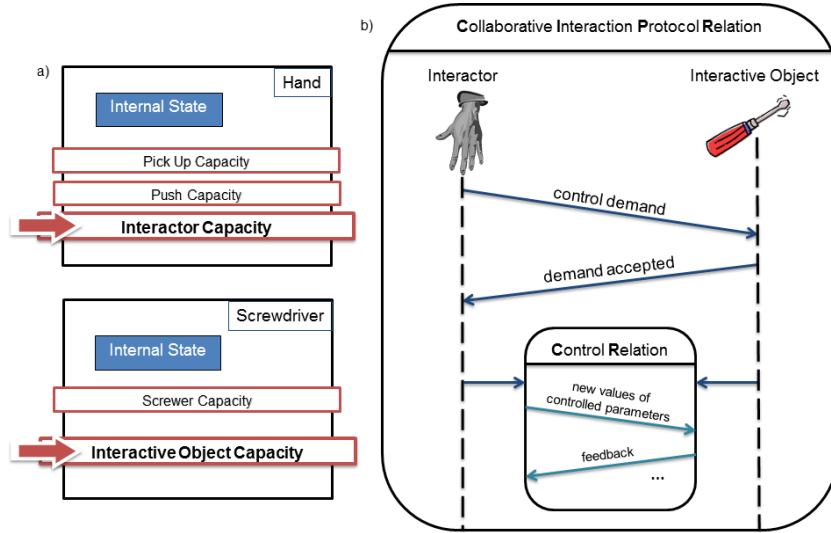 a)
Hand
Internal State
Pick Up Capacity
Push Capacity
Interactor Capacity
Screwdriver
Internal State
Screwer Capacity
Interactive Object Capacity
b)
Collaborative Interaction Protocol Relation
Interactor
Interactive Object
control demand
demand accepted
Control Relation
new values of
controlled parameters
feedback
...